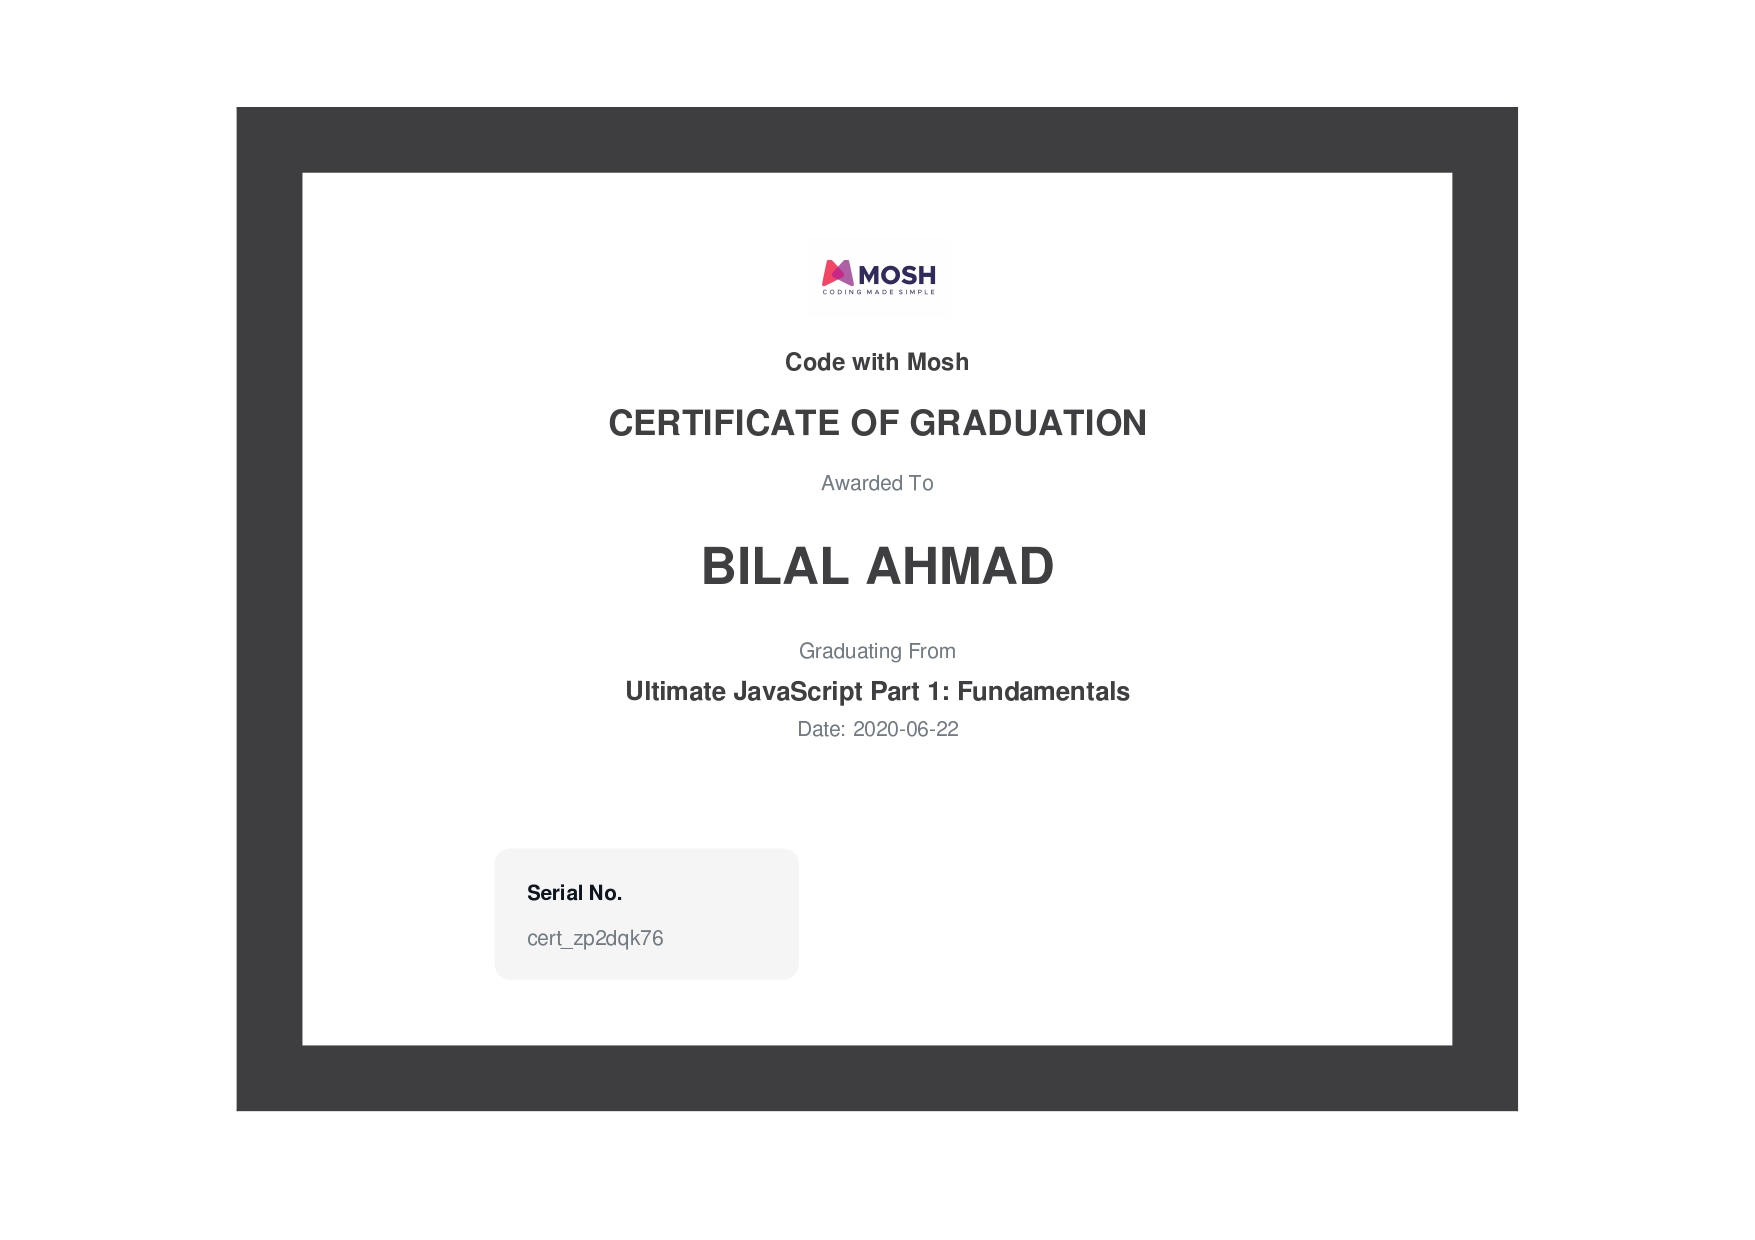 MOSH
CODING MADE SIMPLE
Code with Mosh
CERTIFICATE OF GRADUATION
Awarded To
BILAL AHMAD
Graduating From
Ultimate JavaScript Part 1: Fundamentals
Date: 2020-06-22
Serial No.
cert_zp2dqk76